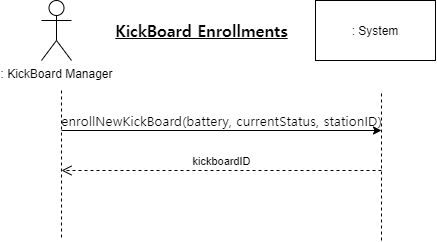 KickBoard Enrollments
: System
: KickBoard Manager
enrollNewKickBoard(battery, currentStatus, stationID)
kickboardID